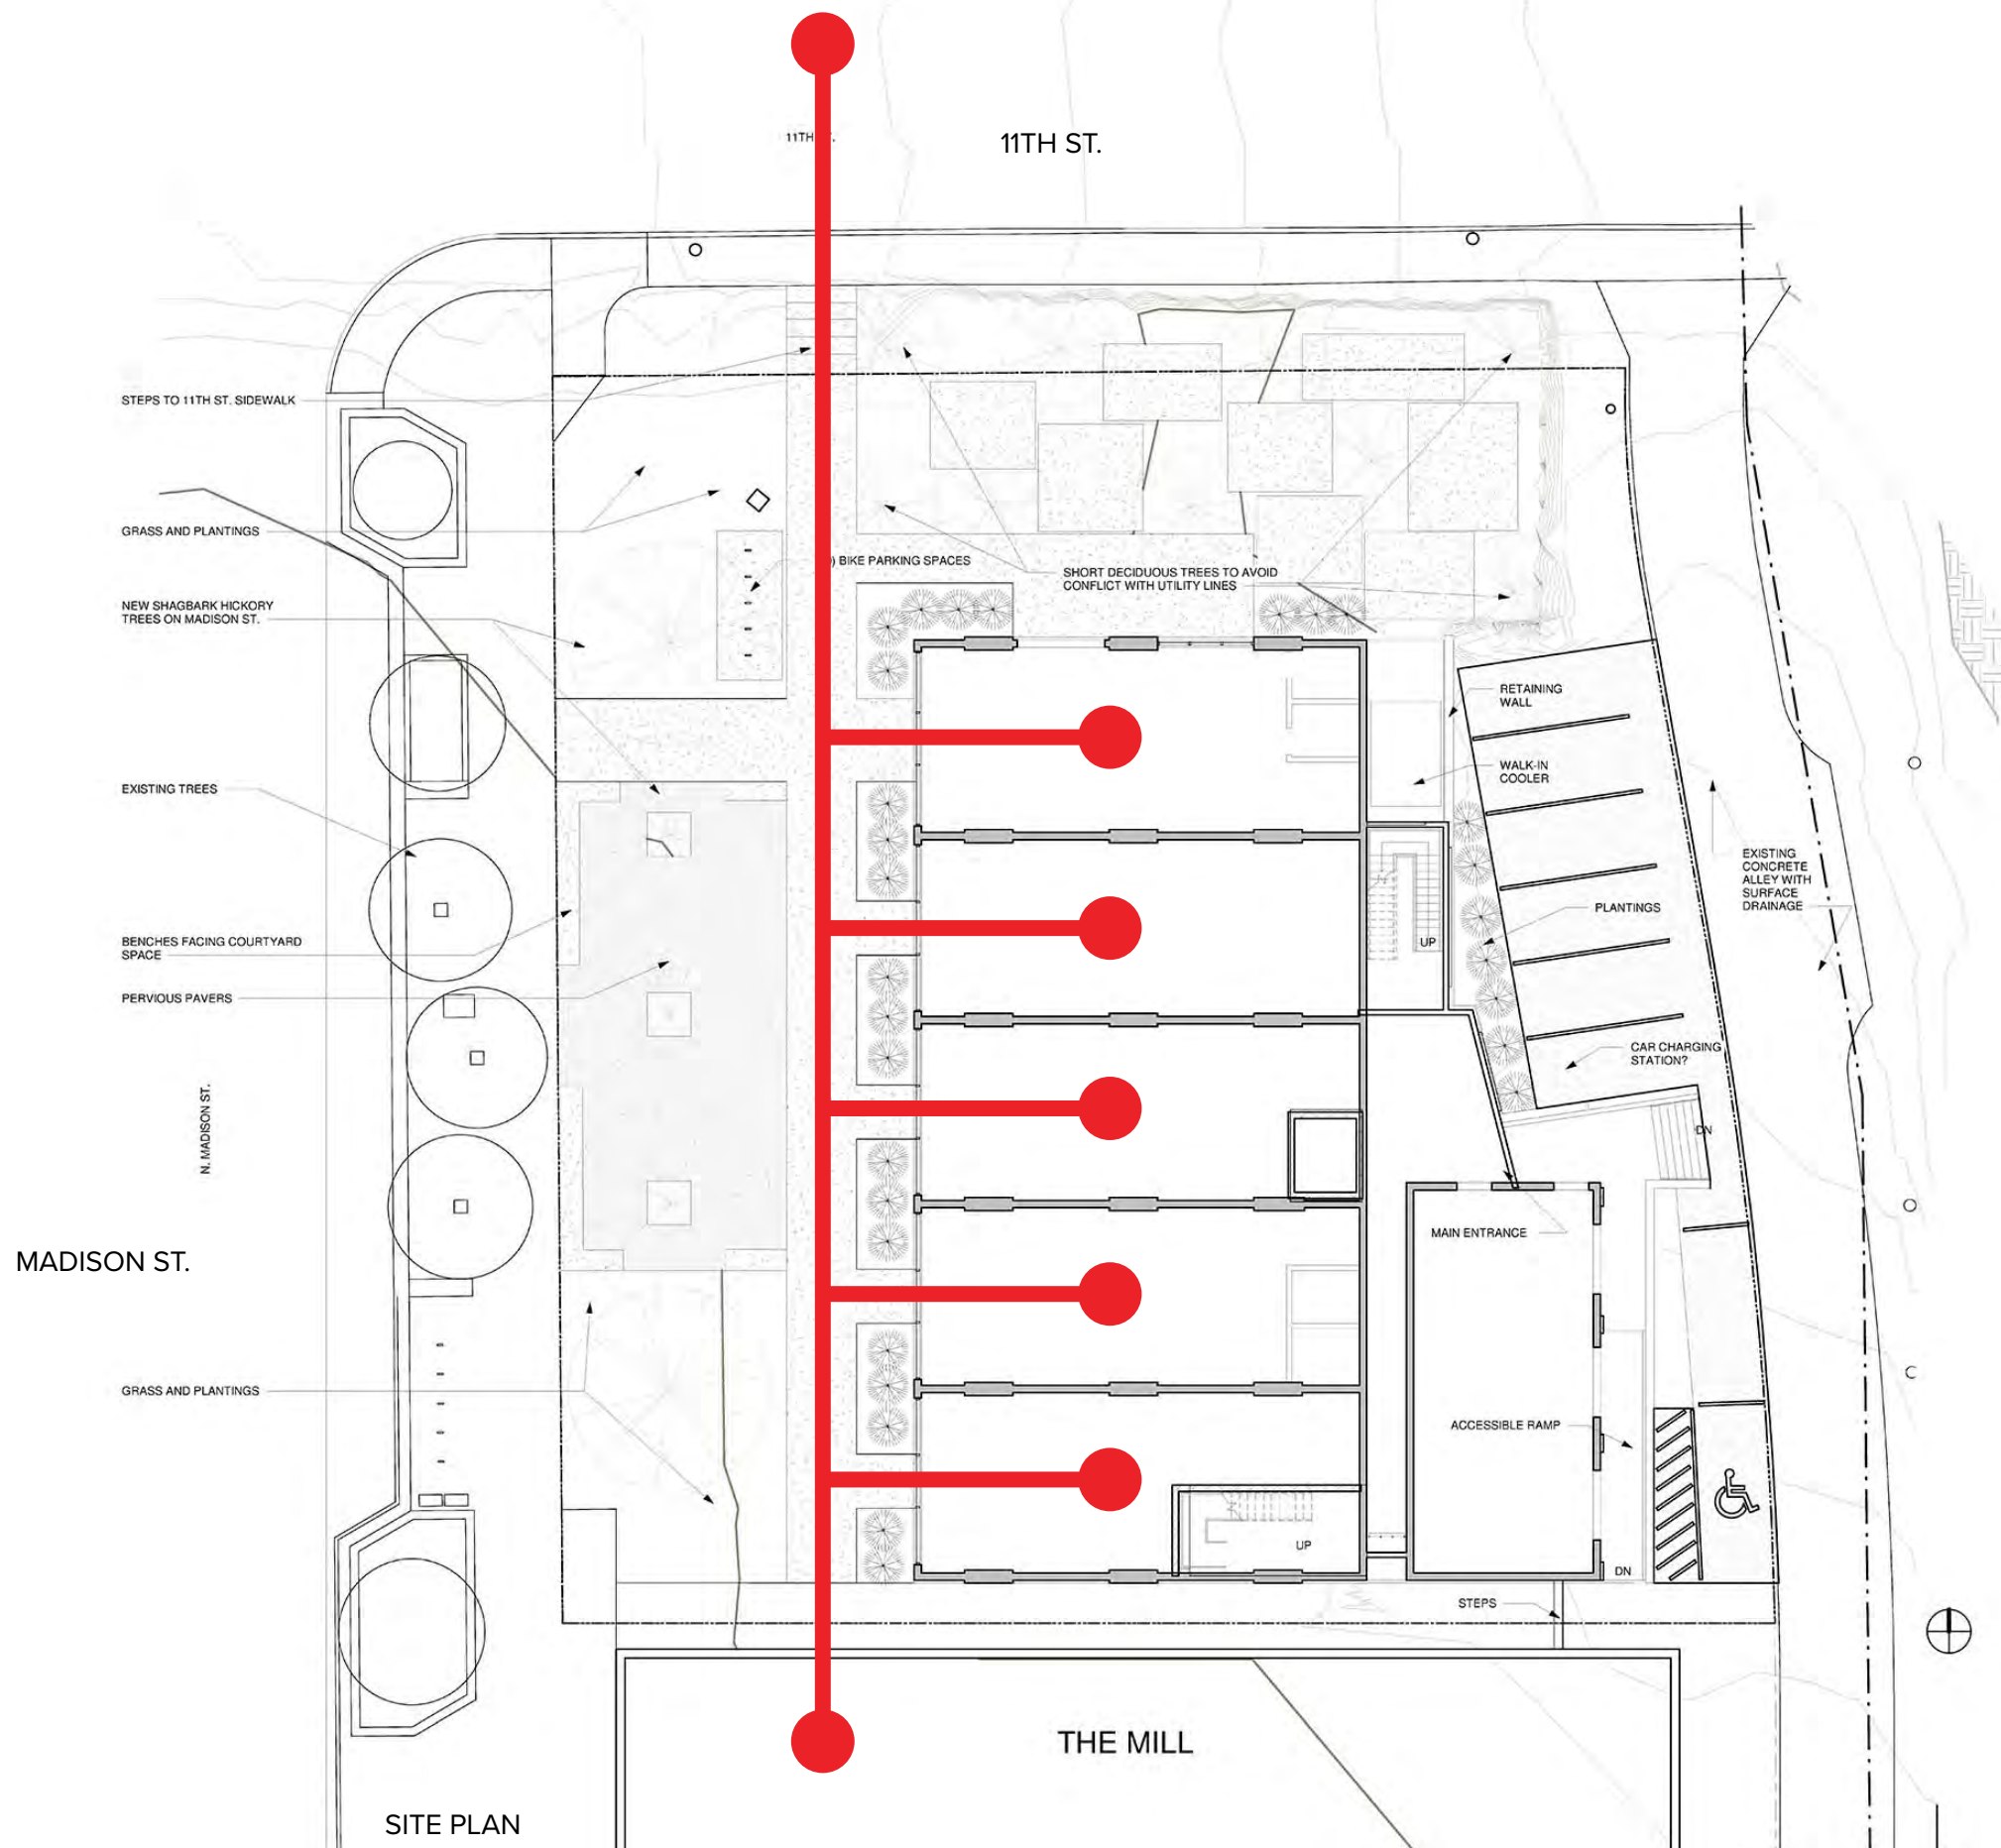 11TH ST.
11TH
STEPS TO 11TH ST. SIDEWALK
GRASS AND PLANTINGS
BIKE PARKING SPACES
SHORT DECIDUOUS TREES TO AVOID
CONFLICT WITH UTILITY LINES
NEW SHAGBARK HICKORY
TREES ON MADISON ST.
RETAINING
WALL
WALK-IN
COOLER
EXISTING TREES
EXISTING
CONCRETE
ALLEY WITH
SURFACE
DRAINAGE
PLANTINGS
UP
BENCHES FACING COURTYARD
SPACE
PERVIOUS PAVERS
CAR CHARGING
STATION?
N. MADISON ST.
DN
MAIN ENTRANCE
MADISON ST.
GRASS AND PLANTINGS
ACCESSIBLE RAMP
UP
DN
STEPS
THE MILL
SITE PLAN